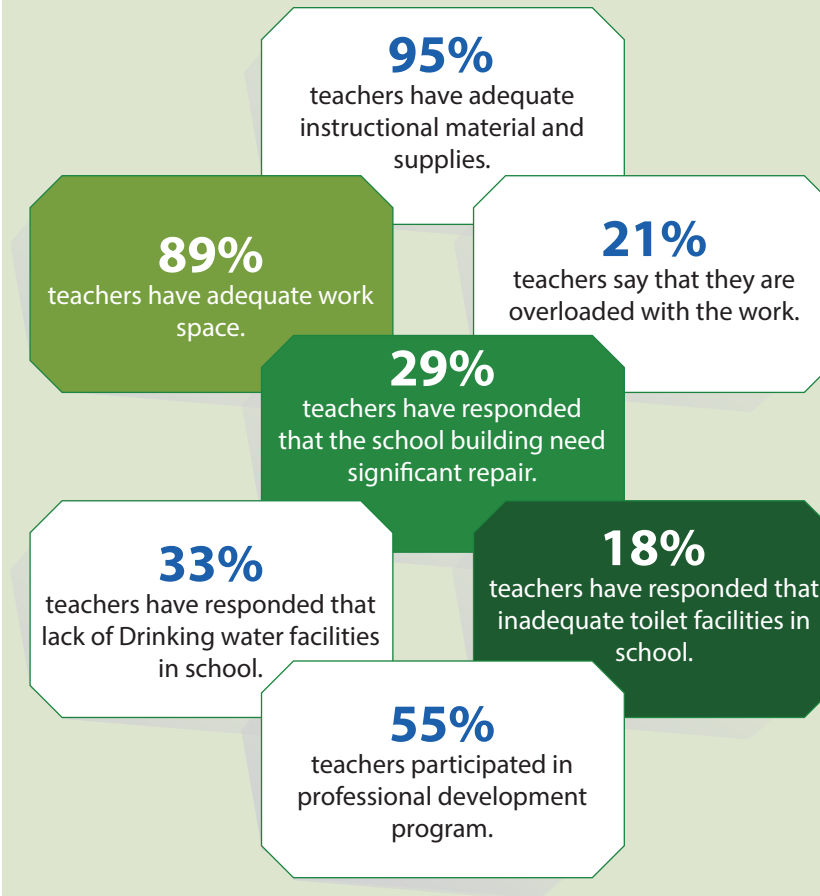 95%
teachers have adequate
instructional material and
supplies.
89%
teachers have adequate work
space.
21%
teachers say that they are
overloaded with the work.
29%
teachers have responded
that the school building need
significant repair.
33%
teachers have responded that
lack of Drinking water facilities
in school.
18%
teachers have responded that
inadequate toilet facilities in
school.
55%
teachers participated in
professional development
program.